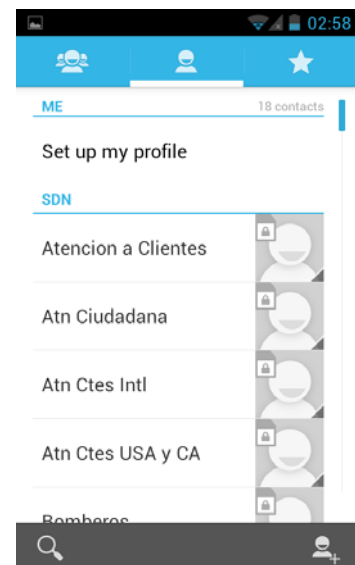 02:58
ME 18 contacts
Set up my profile
SDN
Atencion a Clientes
Atn Ciudadana
Atn Ctes Intl
Atn Ctes USA y CA
Bomberos